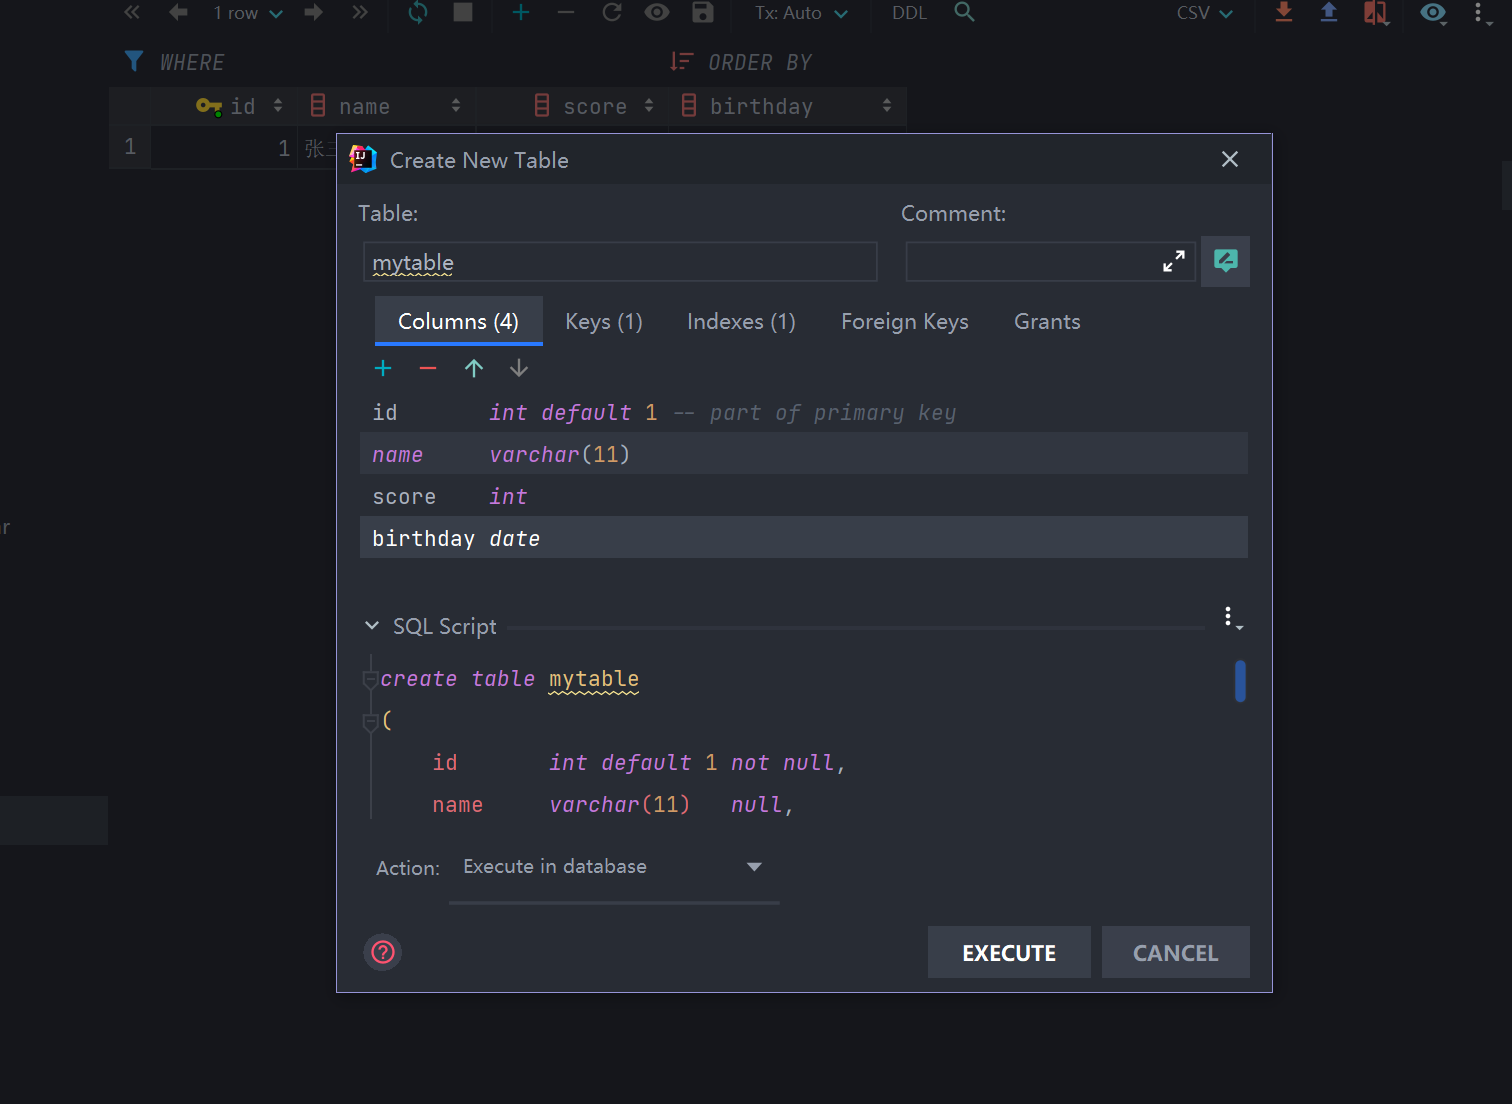 1 row Tx: Auto DDL CSV
WHERE ORDER BY
id name score birthday
1 1 张三
Create New Table
Table: Comment:
mytable
Columns (4) Keys (1) Indexes (1) Foreign Keys Grants
id int default 1 -- part of primary key
name varchar(11)
score int
birthday date
SQL Script
create table mytable
(
id int default 1 not null,
name varchar(11) null,
Action: Execute in database
EXECUTE CANCEL